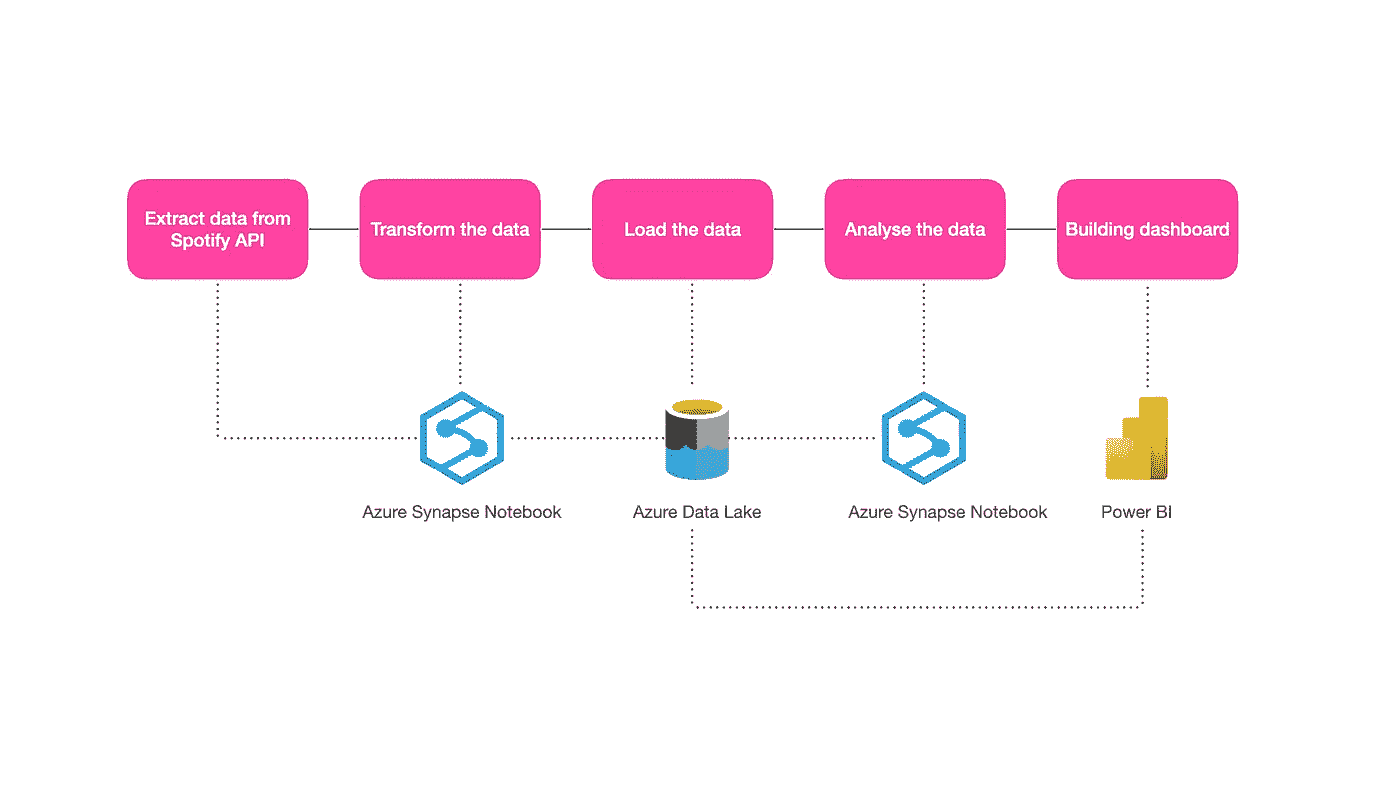 Extract data from
Spotify API
Transform the data
Load the data
Analyse the data
Building dashboard
Azure Synapse Notebook
Azure Data Lake
Azure Synapse Notebook
Power BI